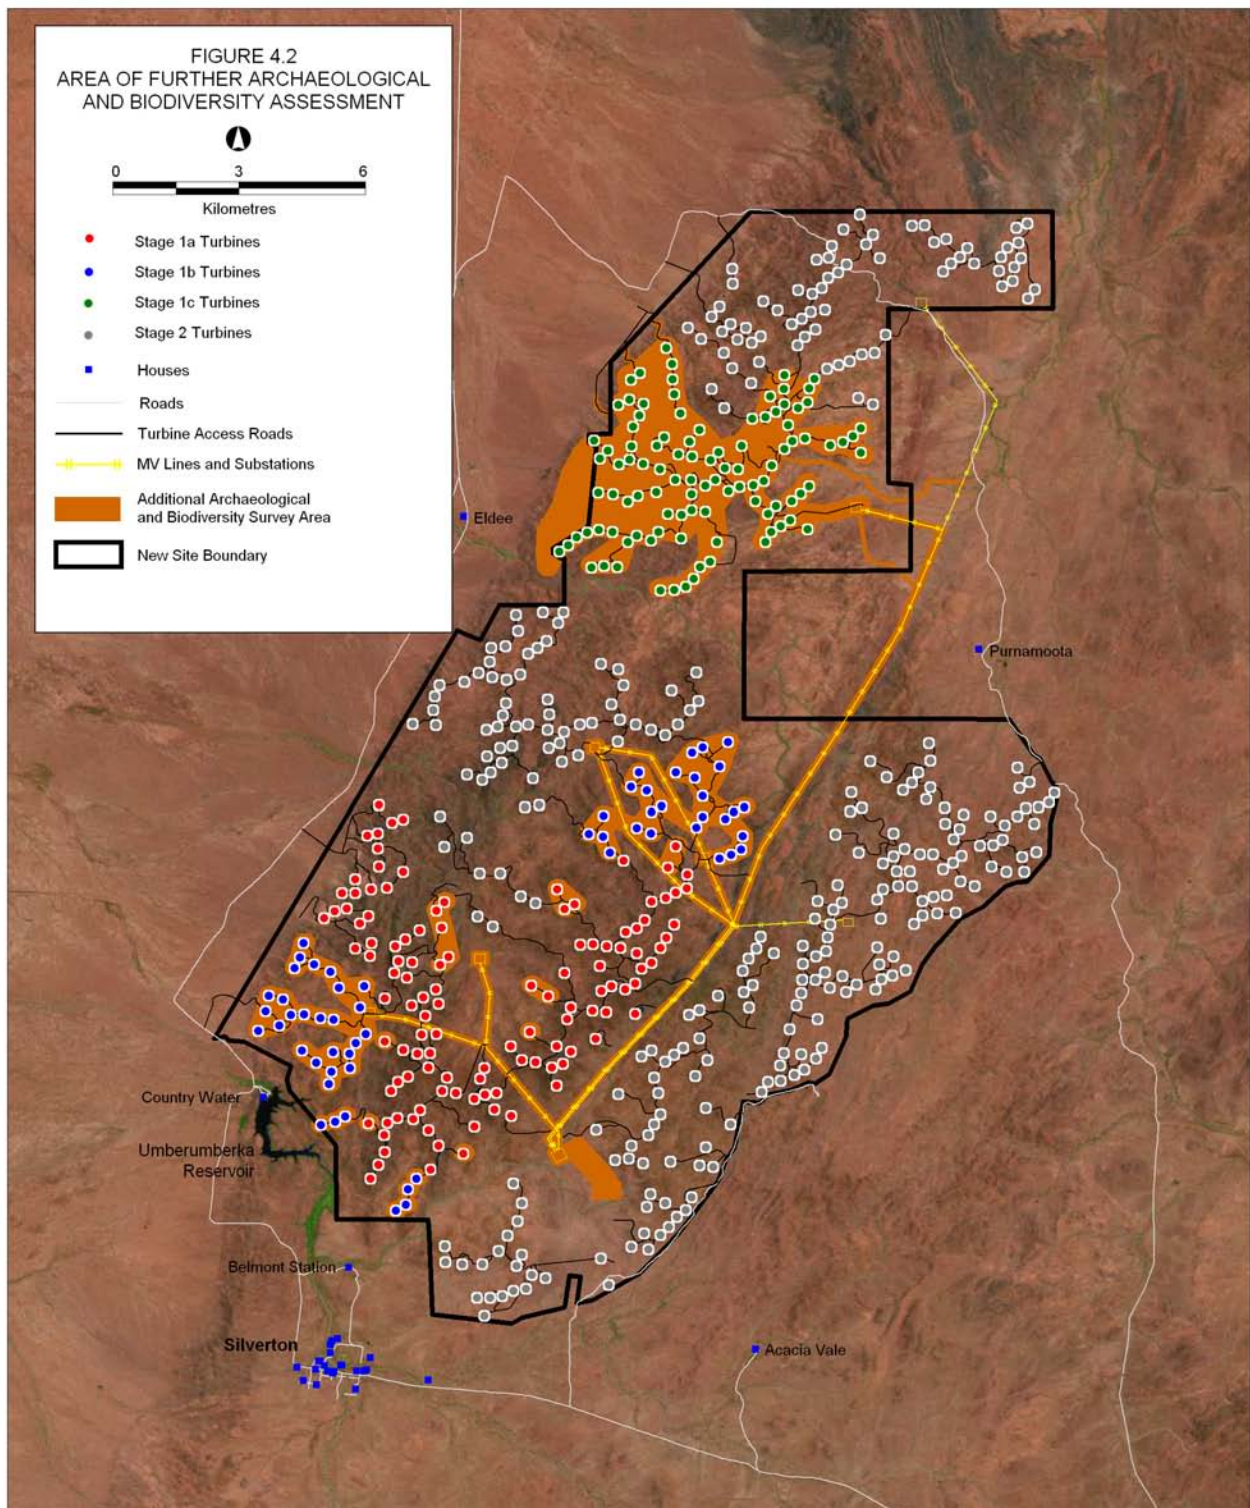 FIGURE 4.2
AREA OF FURTHER ARCHAEOLOGICAL
AND BIODIVERSITY ASSESSMENT
0 3 6
Kilometres
Stage 1a Turbines
Stage 1b Turbines
Stage 1c Turbines
Stage 2 Turbines
Houses
Roads
Turbine Access Roads
MV Lines and Substations
Additional Archaeological
and Biodiversity Survey Area
New Site Boundary
Eldee
Purnamoota
Country Water
Umberumberka
Reservoir
Belmont Station
Silverton
Acacia Vale